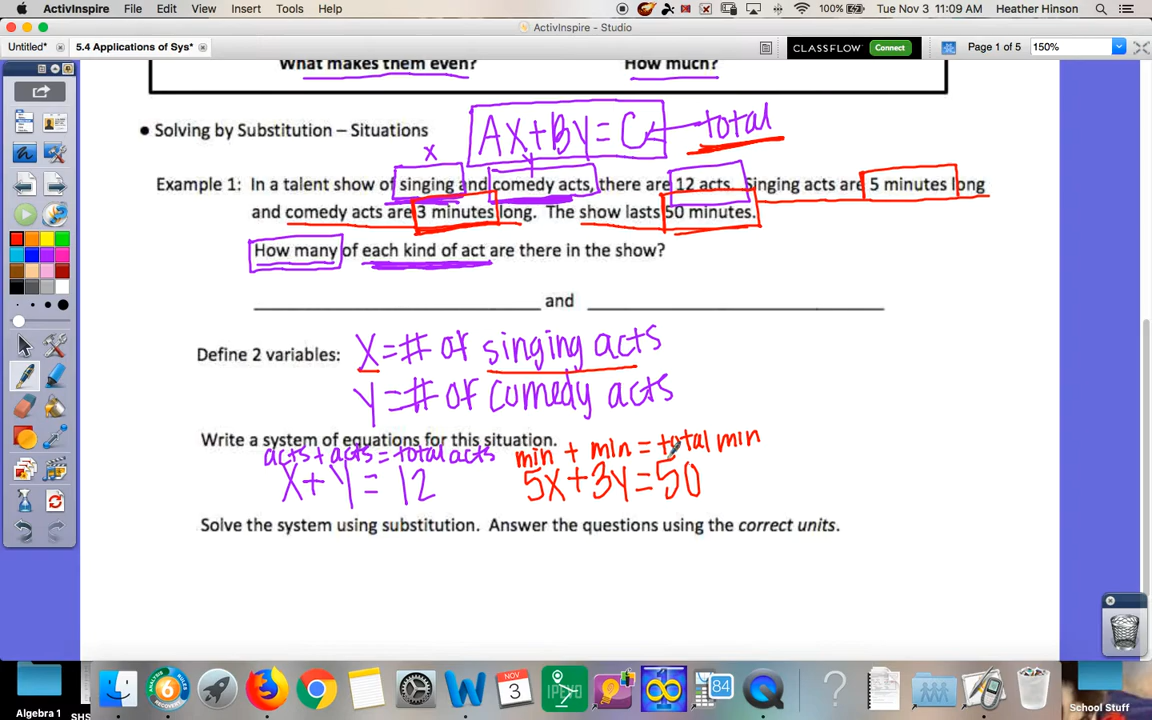 ActivInspire File Edit View Insert Tools Help 100% Tue Nov 3 11:09 AM Heather Hinson
ActivInspire - Studio
Untitled* 5.4 Applications of Sys* CLASSFLOW Connect Page 1 of 5 150%
What makes them even? How much?
• Solving by Substitution – Situations AX+BY=C total
x y
Example 1: In a talent show of singing and comedy acts, there are 12 acts. Singing acts are 5 minutes long
and comedy acts are 3 minutes long. The show lasts 50 minutes.
How many of each kind of act are there in the show?
and
Define 2 variables: X=# of singing acts
Y=# of comedy acts
Write a system of equations for this situation.
acts + acts = total acts min + min = total min
X+Y=12 5X+3Y=50
Solve the system using substitution. Answer the questions using the correct units.
NOV
6 3 IPEVO 84 ?
Algebra 1 SHS School Stuff